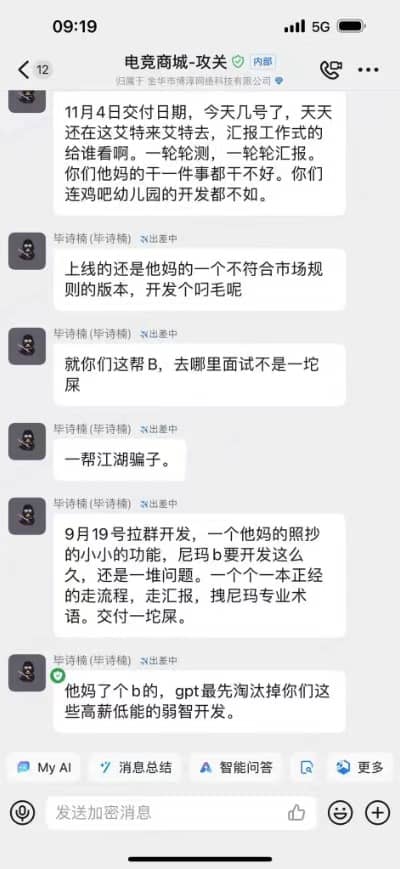 09:19
5G
12
电竞商城-攻关 内部
归属于 金华市博淳网络科技有限公司
11月4日交付日期，今天几号了，天天
还在这艾特来艾特去，汇报工作式的
给谁看啊。一轮轮测，一轮轮汇报。
你们他妈的干一件事都干不好。你们
连鸡吧幼儿园的开发都不如。
毕诗楠 (毕诗楠) 出差中
上线的还是他妈的一个不符合市场规
则的版本，开发个叼毛呢
毕诗楠 (毕诗楠) 出差中
就你们这帮B，去哪里面试不是一坨
屎
毕诗楠 (毕诗楠) 出差中
一帮江湖骗子。
毕诗楠 (毕诗楠) 出差中
9月19号拉群开发，一个他妈的照抄
的小小的功能，尼玛b要开发这么
久，还是一堆问题。一个个一本正经
的走流程，走汇报，拽尼玛专业术
语。交付一坨屎。
毕诗楠 (毕诗楠) 出差中
他妈了个b的，gpt最先淘汰掉你们这
些高薪低能的弱智开发。
My AI 消息总结 智能问答 更多
发送加密消息